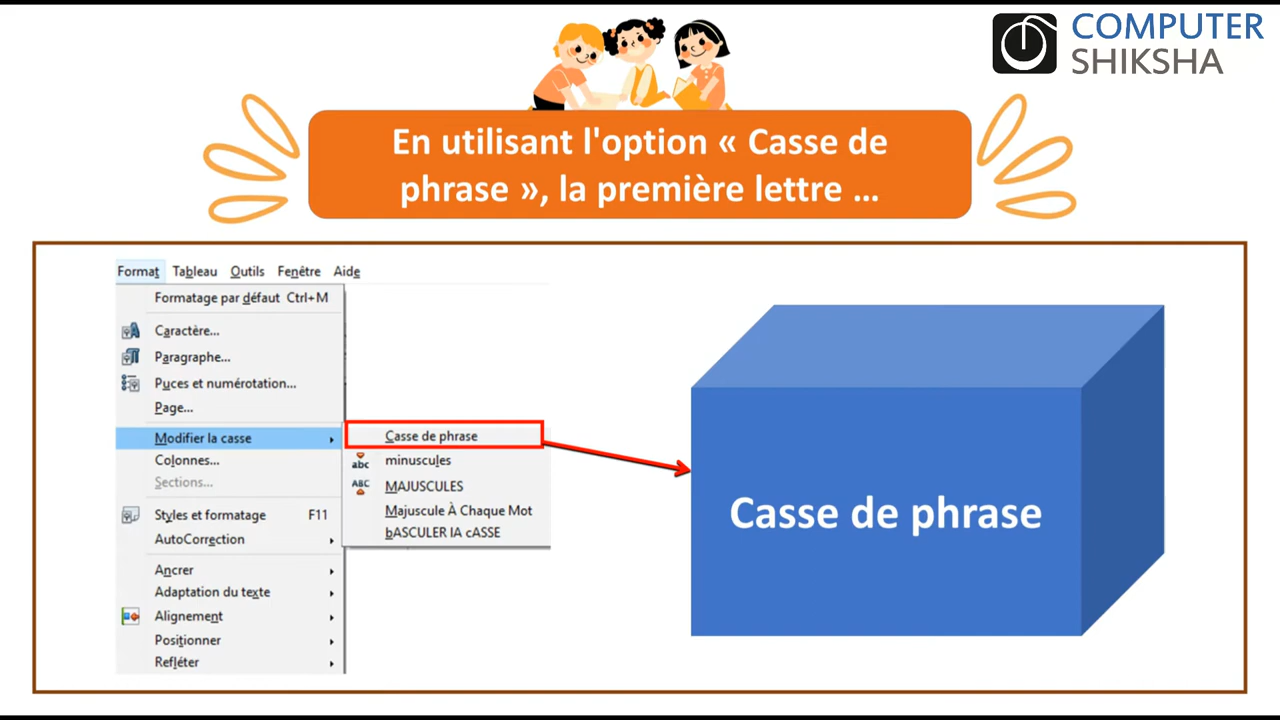 COMPUTER
SHIKSHA
En utilisant l'option « Casse de
phrase », la première lettre ...
Format Tableau Outils Fenêtre Aide
Formatage par défaut Ctrl+M
Caractère...
Paragraphe...
Puces et numérotation...
Page...
Modifier la casse
Colonnes...
Sections...
Styles et formatage F11
AutoCorrection
Ancrer
Adaptation du texte
Alignement
Positionner
Refléter
Casse de phrase
abc minuscules
ABC MAJUSCULES
Majuscule À Chaque Mot
bASCULER lA cASSE
Casse de phrase